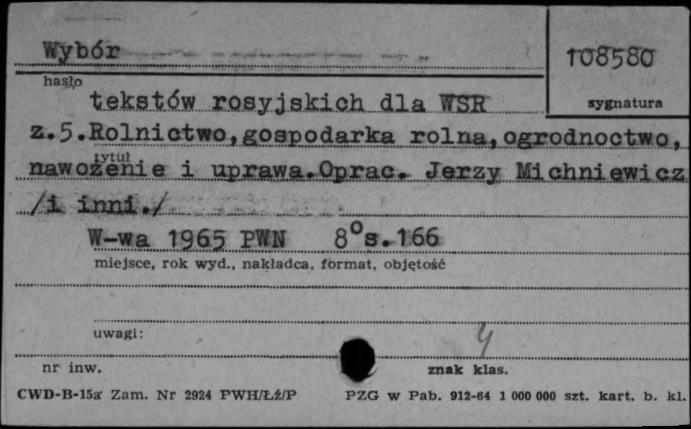 Wybór
108580
hasło
tekstów rosyjskich dla WSR
sygnatura
z.5.Rolnictwo,gospodarka rolna,ogrodnoctwo,
tytuł
nawożenie i uprawa.Oprac. Jerzy Michniewicz
/i inni./
W-wa 1965 PWN 8°s.166
miejsce, rok wyd., nakładca, format, objętość
uwagi:
y
nr inw.
znak klas.
CWD-B-15a Zam. Nr 2924 PWH/Łź/P PZG w Pab. 912-64 1 000 000 szt. kart. b. kl.